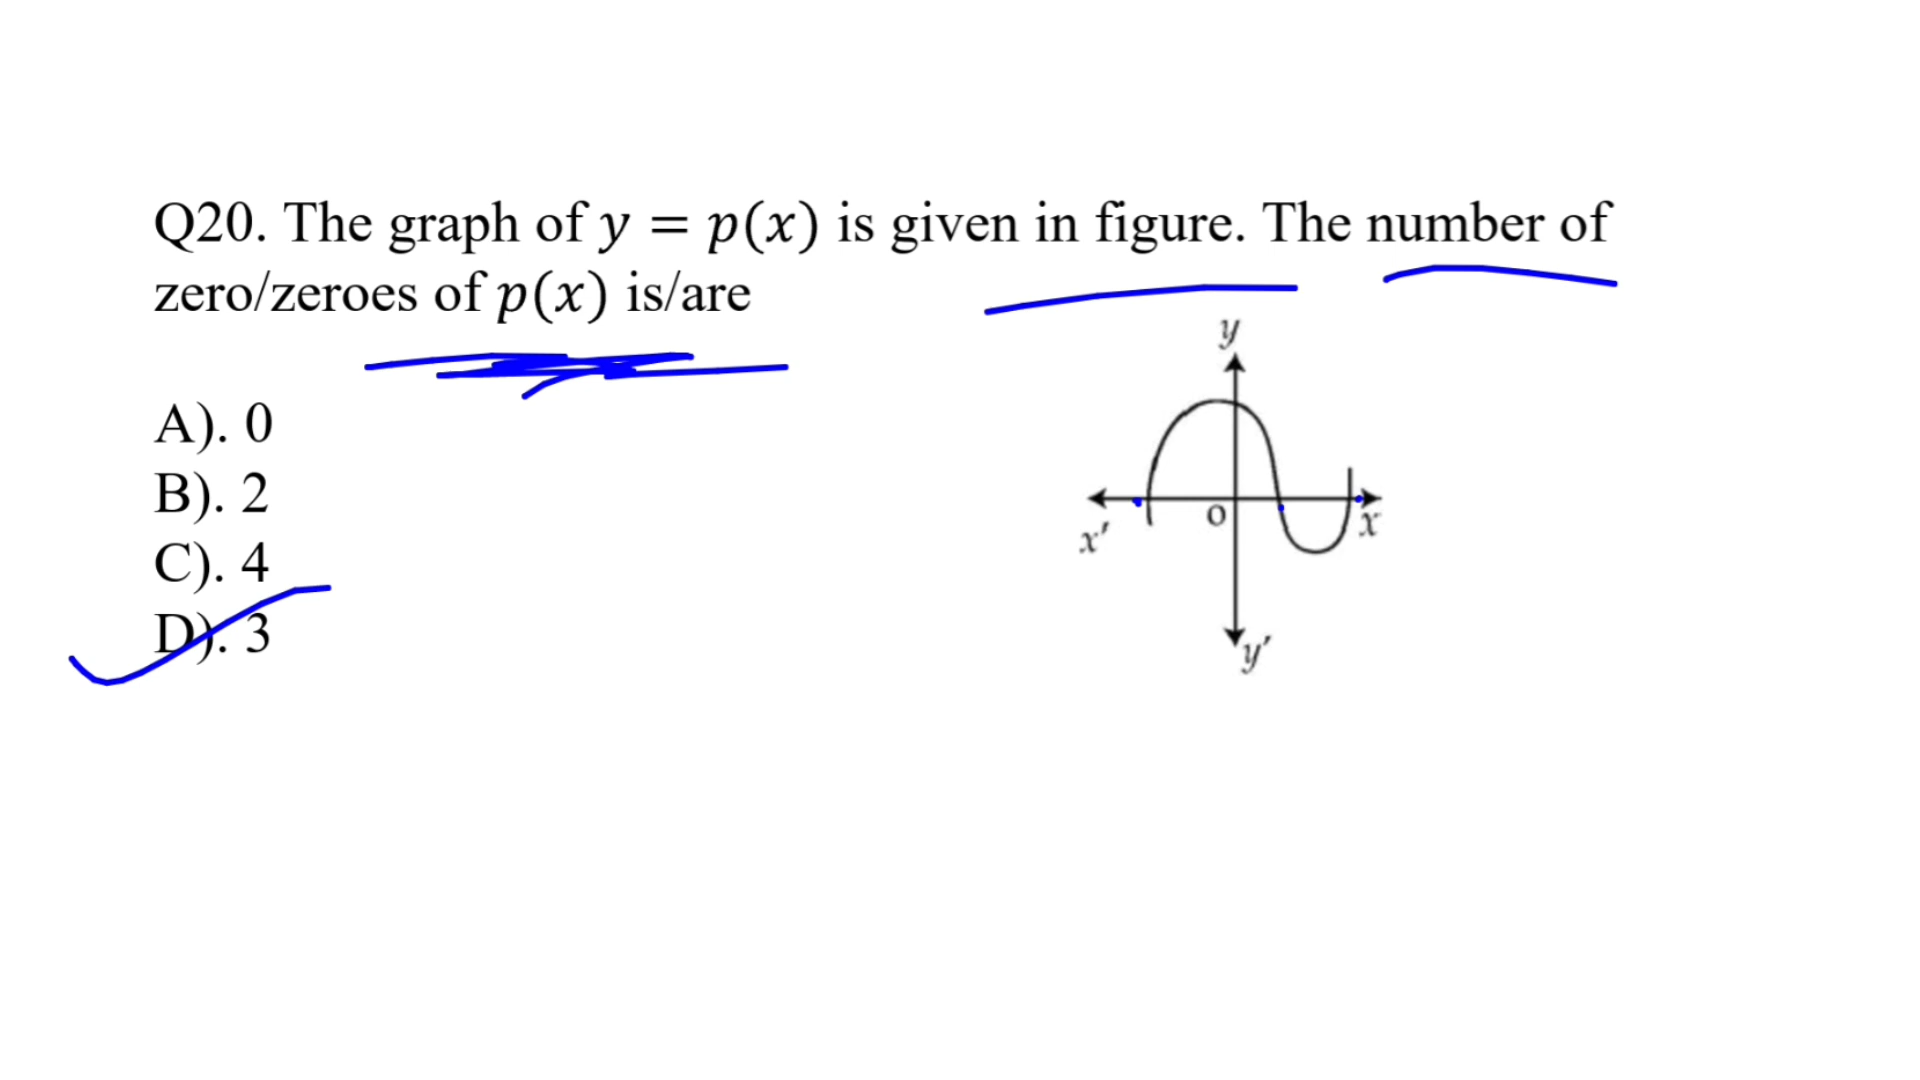 Q20. The graph of y = p(x) is given in figure. The number of
zero/zeroes of p(x) is/are
A). 0
B). 2
C). 4
D). 3
y
x′
O
x
y′